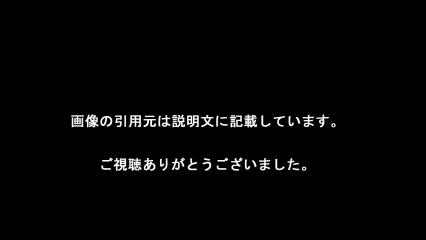 画像の引用元は説明文に記載しています。
ご視聴ありがとうございました。